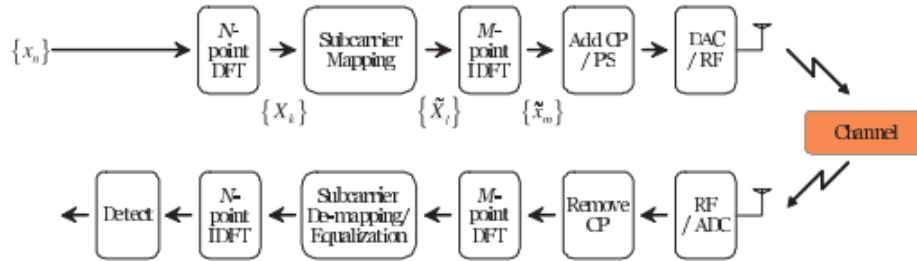 {x_n}
N-
point
DFT
Subcarrier
Mapping
M-
point
IDFT
Add CP
/ PS
DAC
/ RF
{X_k}
{X̃_l}
{x̃_m}
Channel
Detect
N-
point
IDFT
Subcarrier
De-mapping/
Equalization
M-
point
DFT
Remove
CP
RF
/ ADC